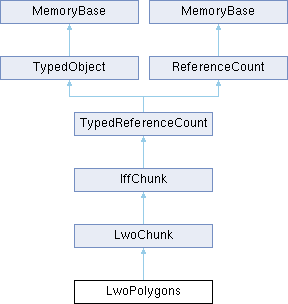 MemoryBase MemoryBase
TypedObject ReferenceCount
TypedReferenceCount
IffChunk
LwoChunk
LwoPolygons